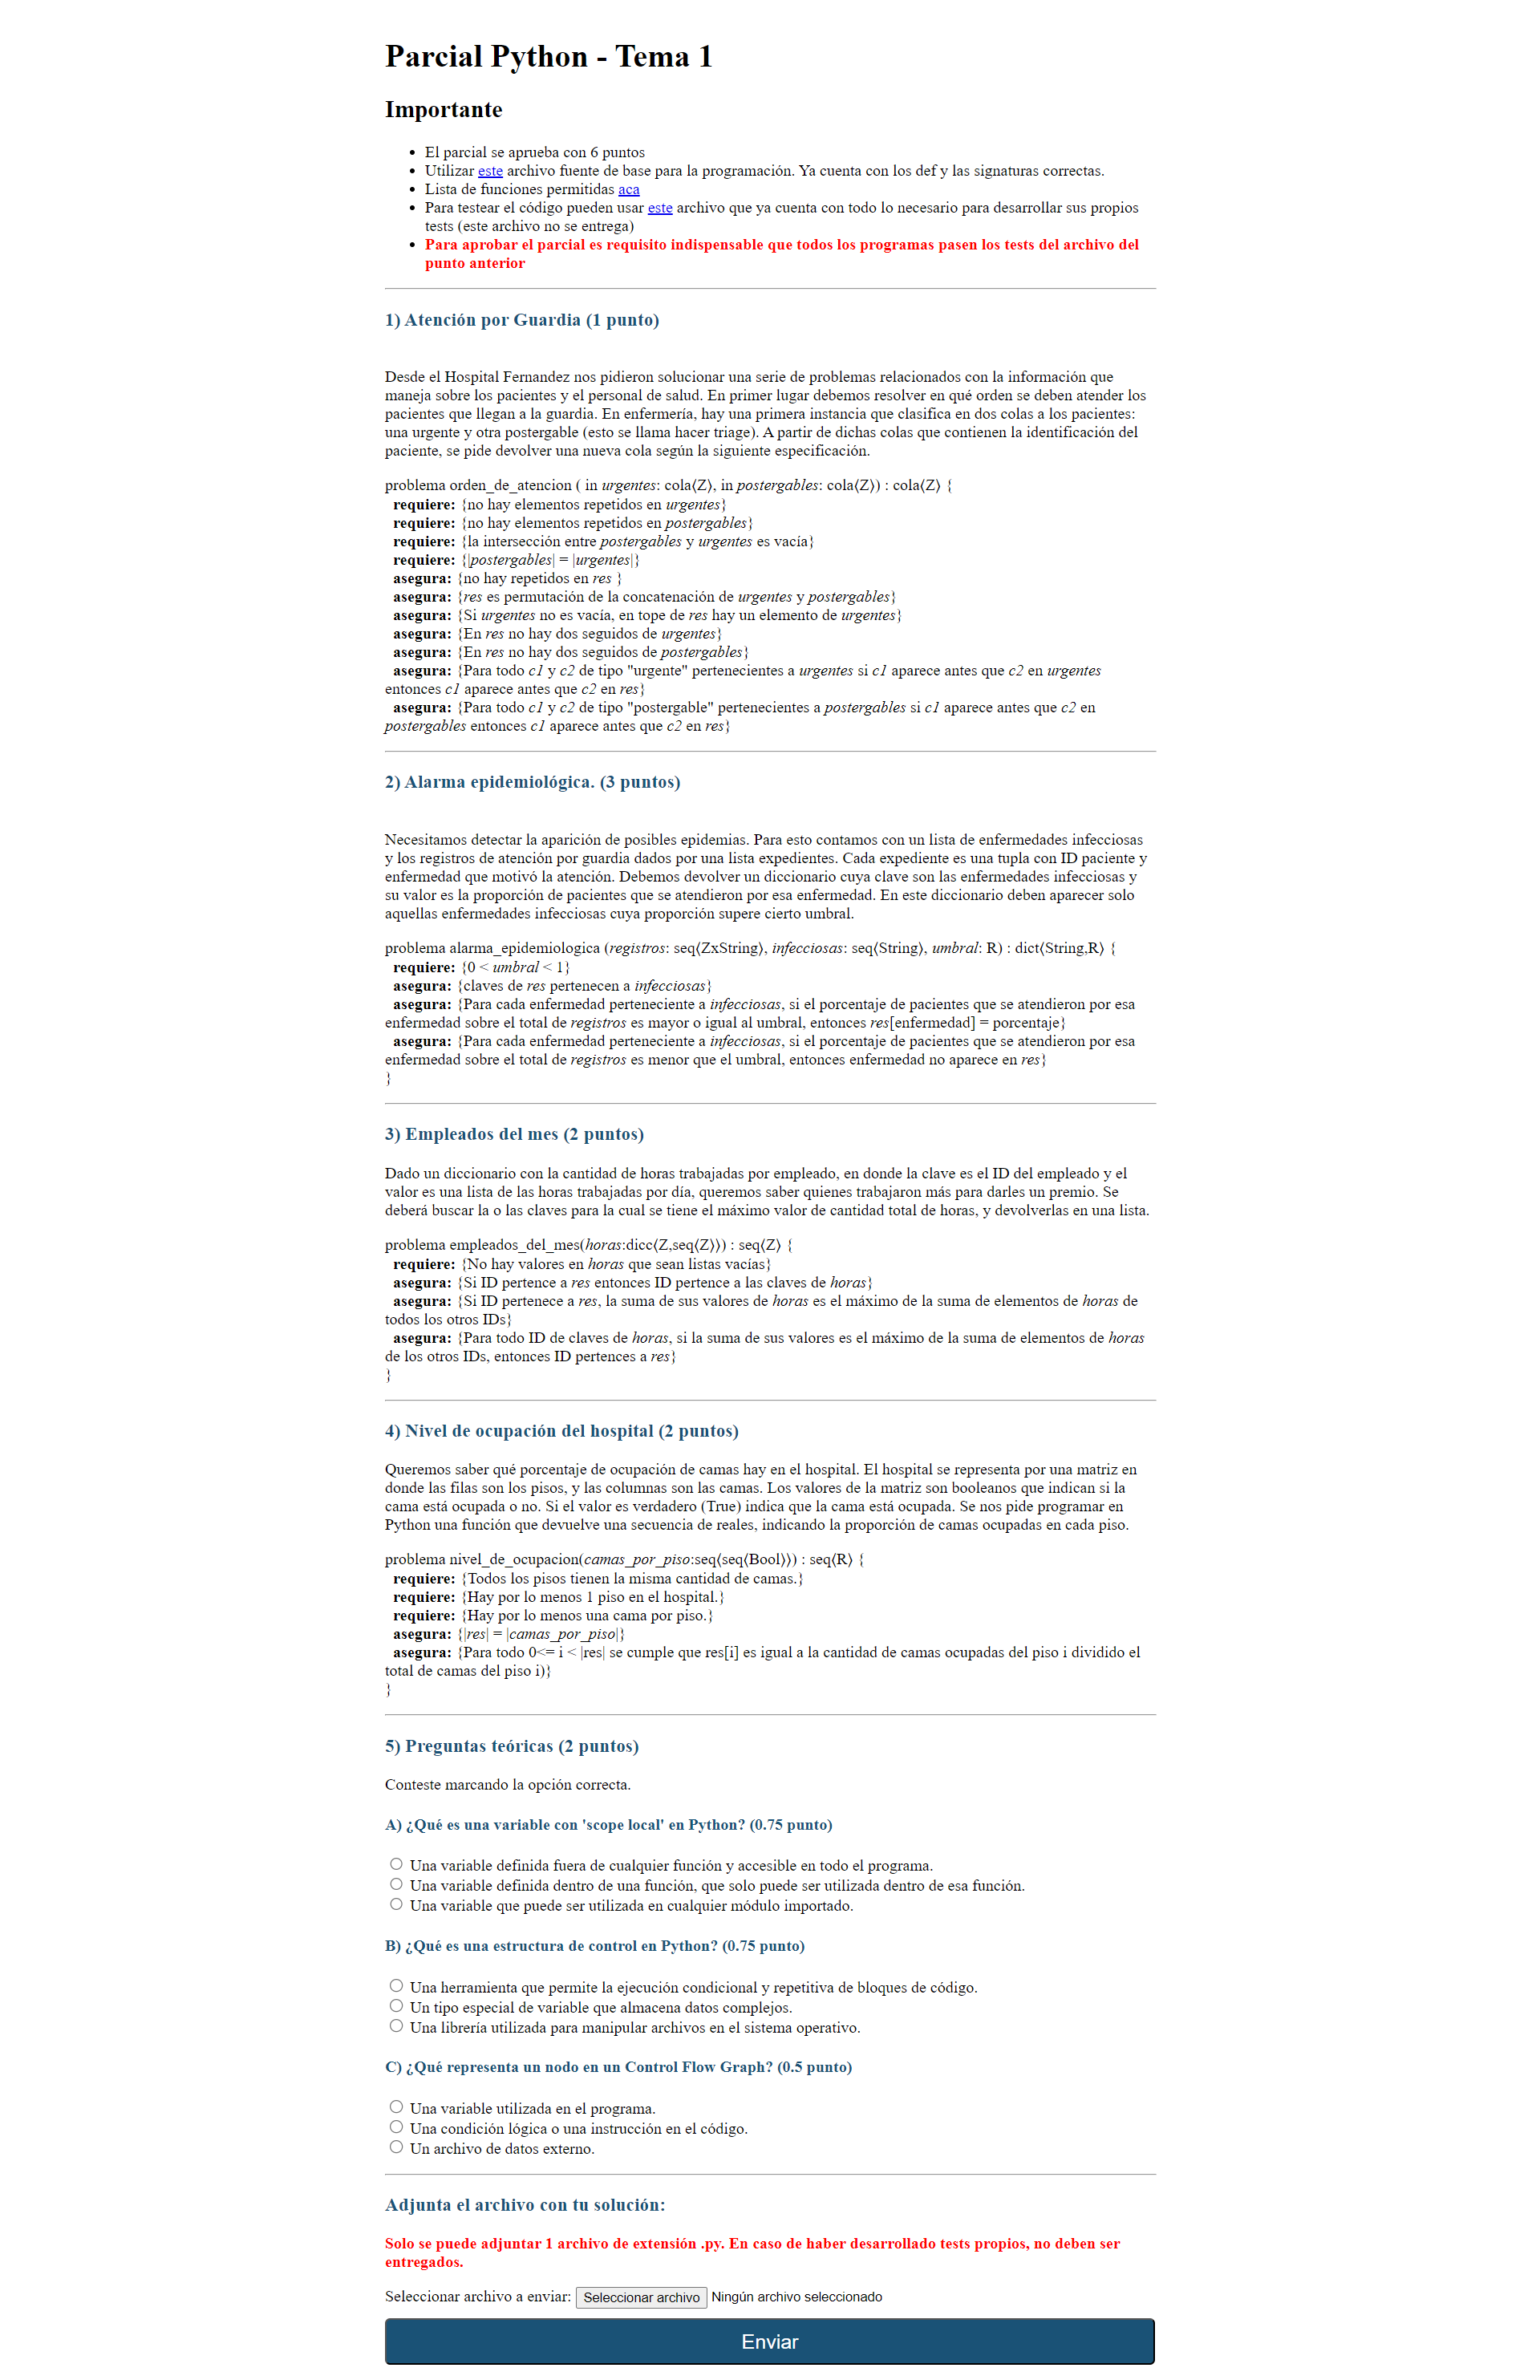 Parcial Python - Tema 1
Importante
El parcial se aprueba con 6 puntos
Utilizar este archivo fuente de base para la programación. Ya cuenta con los def y las signaturas correctas.
Lista de funciones permitidas aca
Para testear el código pueden usar este archivo que ya cuenta con todo lo necesario para desarrollar sus propios
tests (este archivo no se entrega)
Para aprobar el parcial es requisito indispensable que todos los programas pasen los tests del archivo del
punto anterior
1) Atención por Guardia (1 punto)
Desde el Hospital Fernandez nos pidieron solucionar una serie de problemas relacionados con la información que
maneja sobre los pacientes y el personal de salud. En primer lugar debemos resolver en qué orden se deben atender los
pacientes que llegan a la guardia. En enfermería, hay una primera instancia que clasifica en dos colas a los pacientes:
una urgente y otra postergable (esto se llama hacer triage). A partir de dichas colas que contienen la identificación del
paciente, se pide devolver una nueva cola según la siguiente especificación.
problema orden_de_atencion ( in urgentes: cola⟨Z⟩, in postergables: cola⟨Z⟩) : cola⟨Z⟩ {
requiere: {no hay elementos repetidos en urgentes}
requiere: {no hay elementos repetidos en postergables}
requiere: {la intersección entre postergables y urgentes es vacía}
requiere: {|postergables| = |urgentes|}
asegura: {no hay repetidos en res }
asegura: {res es permutación de la concatenación de urgentes y postergables}
asegura: {Si urgentes no es vacía, en tope de res hay un elemento de urgentes}
asegura: {En res no hay dos seguidos de urgentes}
asegura: {En res no hay dos seguidos de postergables}
asegura: {Para todo c1 y c2 de tipo "urgente" pertenecientes a urgentes si c1 aparece antes que c2 en urgentes
entonces c1 aparece antes que c2 en res}
asegura: {Para todo c1 y c2 de tipo "postergable" pertenecientes a postergables si c1 aparece antes que c2 en
postergables entonces c1 aparece antes que c2 en res}
2) Alarma epidemiológica. (3 puntos)
Necesitamos detectar la aparición de posibles epidemias. Para esto contamos con un lista de enfermedades infecciosas
y los registros de atención por guardia dados por una lista expedientes. Cada expediente es una tupla con ID paciente y
enfermedad que motivó la atención. Debemos devolver un diccionario cuya clave son las enfermedades infecciosas y
su valor es la proporción de pacientes que se atendieron por esa enfermedad. En este diccionario deben aparecer solo
aquellas enfermedades infecciosas cuya proporción supere cierto umbral.
problema alarma_epidemiologica (registros: seq⟨ZxString⟩, infecciosas: seq⟨String⟩, umbral: R) : dict⟨String,R⟩ {
requiere: {0 < umbral < 1}
asegura: {claves de res pertenecen a infecciosas}
asegura: {Para cada enfermedad perteneciente a infecciosas, si el porcentaje de pacientes que se atendieron por esa
enfermedad sobre el total de registros es mayor o igual al umbral, entonces res[enfermedad] = porcentaje}
asegura: {Para cada enfermedad perteneciente a infecciosas, si el porcentaje de pacientes que se atendieron por esa
enfermedad sobre el total de registros es menor que el umbral, entonces enfermedad no aparece en res}
}
3) Empleados del mes (2 puntos)
Dado un diccionario con la cantidad de horas trabajadas por empleado, en donde la clave es el ID del empleado y el
valor es una lista de las horas trabajadas por día, queremos saber quienes trabajaron más para darles un premio. Se
deberá buscar la o las claves para la cual se tiene el máximo valor de cantidad total de horas, y devolverlas en una lista.
problema empleados_del_mes(horas:dicc⟨Z,seq⟨Z⟩⟩) : seq⟨Z⟩ {
requiere: {No hay valores en horas que sean listas vacías}
asegura: {Si ID pertence a res entonces ID pertence a las claves de horas}
asegura: {Si ID pertenece a res, la suma de sus valores de horas es el máximo de la suma de elementos de horas de
todos los otros IDs}
asegura: {Para todo ID de claves de horas, si la suma de sus valores es el máximo de la suma de elementos de horas
de los otros IDs, entonces ID pertences a res}
}
4) Nivel de ocupación del hospital (2 puntos)
Queremos saber qué porcentaje de ocupación de camas hay en el hospital. El hospital se representa por una matriz en
donde las filas son los pisos, y las columnas son las camas. Los valores de la matriz son booleanos que indican si la
cama está ocupada o no. Si el valor es verdadero (True) indica que la cama está ocupada. Se nos pide programar en
Python una función que devuelve una secuencia de reales, indicando la proporción de camas ocupadas en cada piso.
problema nivel_de_ocupacion(camas_por_piso:seq⟨seq⟨Bool⟩⟩) : seq⟨R⟩ {
requiere: {Todos los pisos tienen la misma cantidad de camas.}
requiere: {Hay por lo menos 1 piso en el hospital.}
requiere: {Hay por lo menos una cama por piso.}
asegura: {|res| = |camas_por_piso|}
asegura: {Para todo 0<= i < |res| se cumple que res[i] es igual a la cantidad de camas ocupadas del piso i dividido el
total de camas del piso i)}
}
5) Preguntas teóricas (2 puntos)
Conteste marcando la opción correcta.
A) ¿Qué es una variable con 'scope local' en Python? (0.75 punto)
Una variable definida fuera de cualquier función y accesible en todo el programa.
Una variable definida dentro de una función, que solo puede ser utilizada dentro de esa función.
Una variable que puede ser utilizada en cualquier módulo importado.
B) ¿Qué es una estructura de control en Python? (0.75 punto)
Una herramienta que permite la ejecución condicional y repetitiva de bloques de código.
Un tipo especial de variable que almacena datos complejos.
Una librería utilizada para manipular archivos en el sistema operativo.
C) ¿Qué representa un nodo en un Control Flow Graph? (0.5 punto)
Una variable utilizada en el programa.
Una condición lógica o una instrucción en el código.
Un archivo de datos externo.
Adjunta el archivo con tu solución:
Solo se puede adjuntar 1 archivo de extensión .py. En caso de haber desarrollado tests propios, no deben ser
entregados.
Seleccionar archivo a enviar: Seleccionar archivo Ningún archivo seleccionado
Enviar